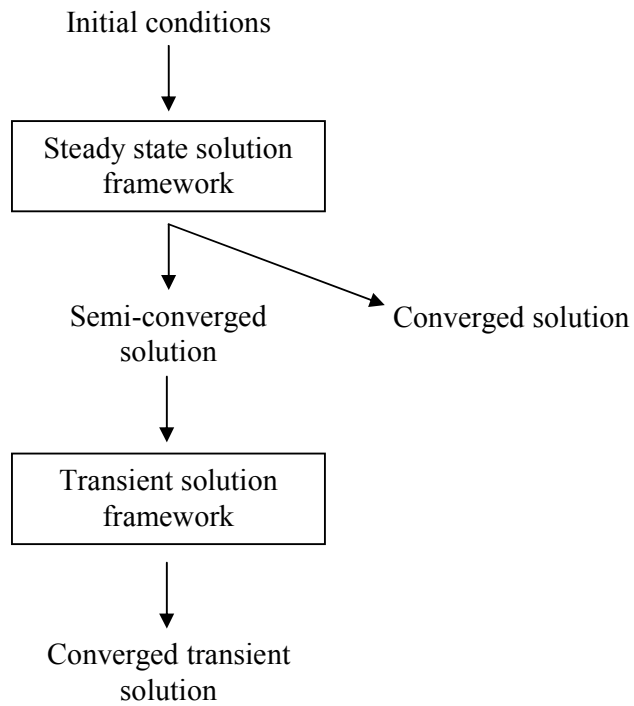 Initial conditions
Steady state solution
framework
Semi-converged
solution
Converged solution
Transient solution
framework
Converged transient
solution